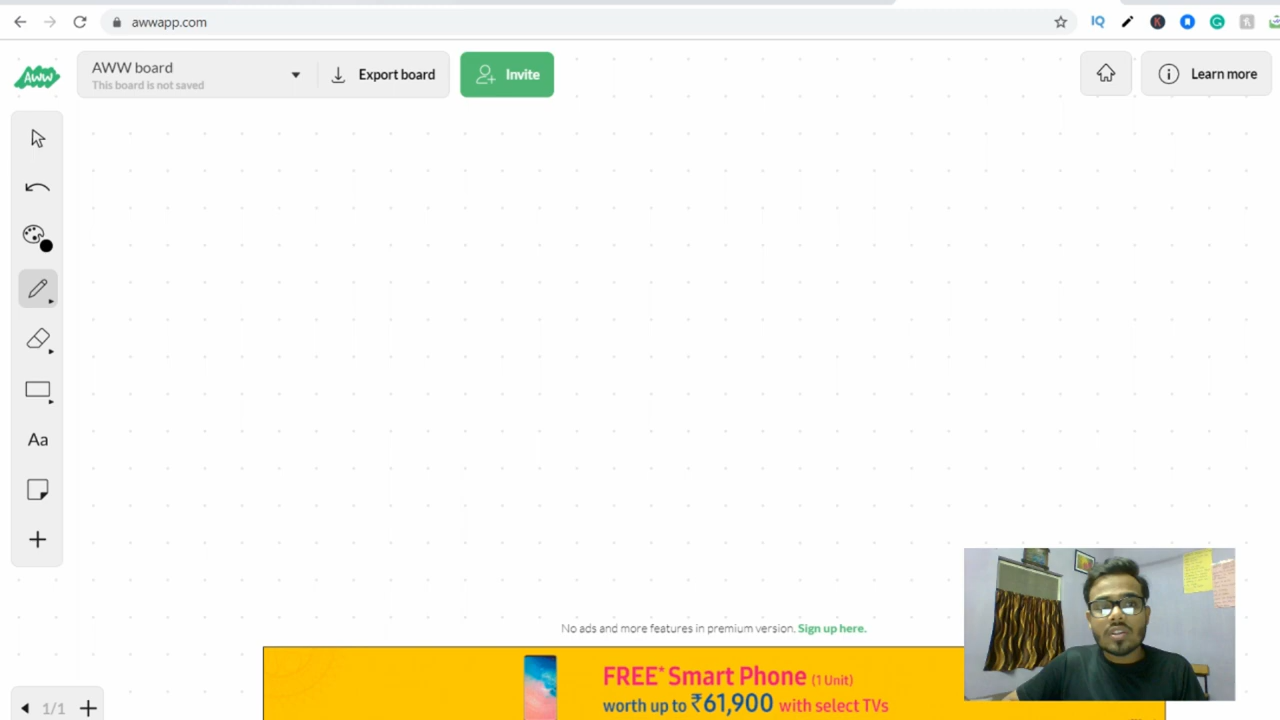 awwapp.com
IQ
K
AWW
AWW board
This board is not saved
Export board
Invite
Learn more
Aa
No ads and more features in premium version. Sign up here.
FREE* Smart Phone (1 Unit)
worth up to ₹61,900 with select TVs
1/1